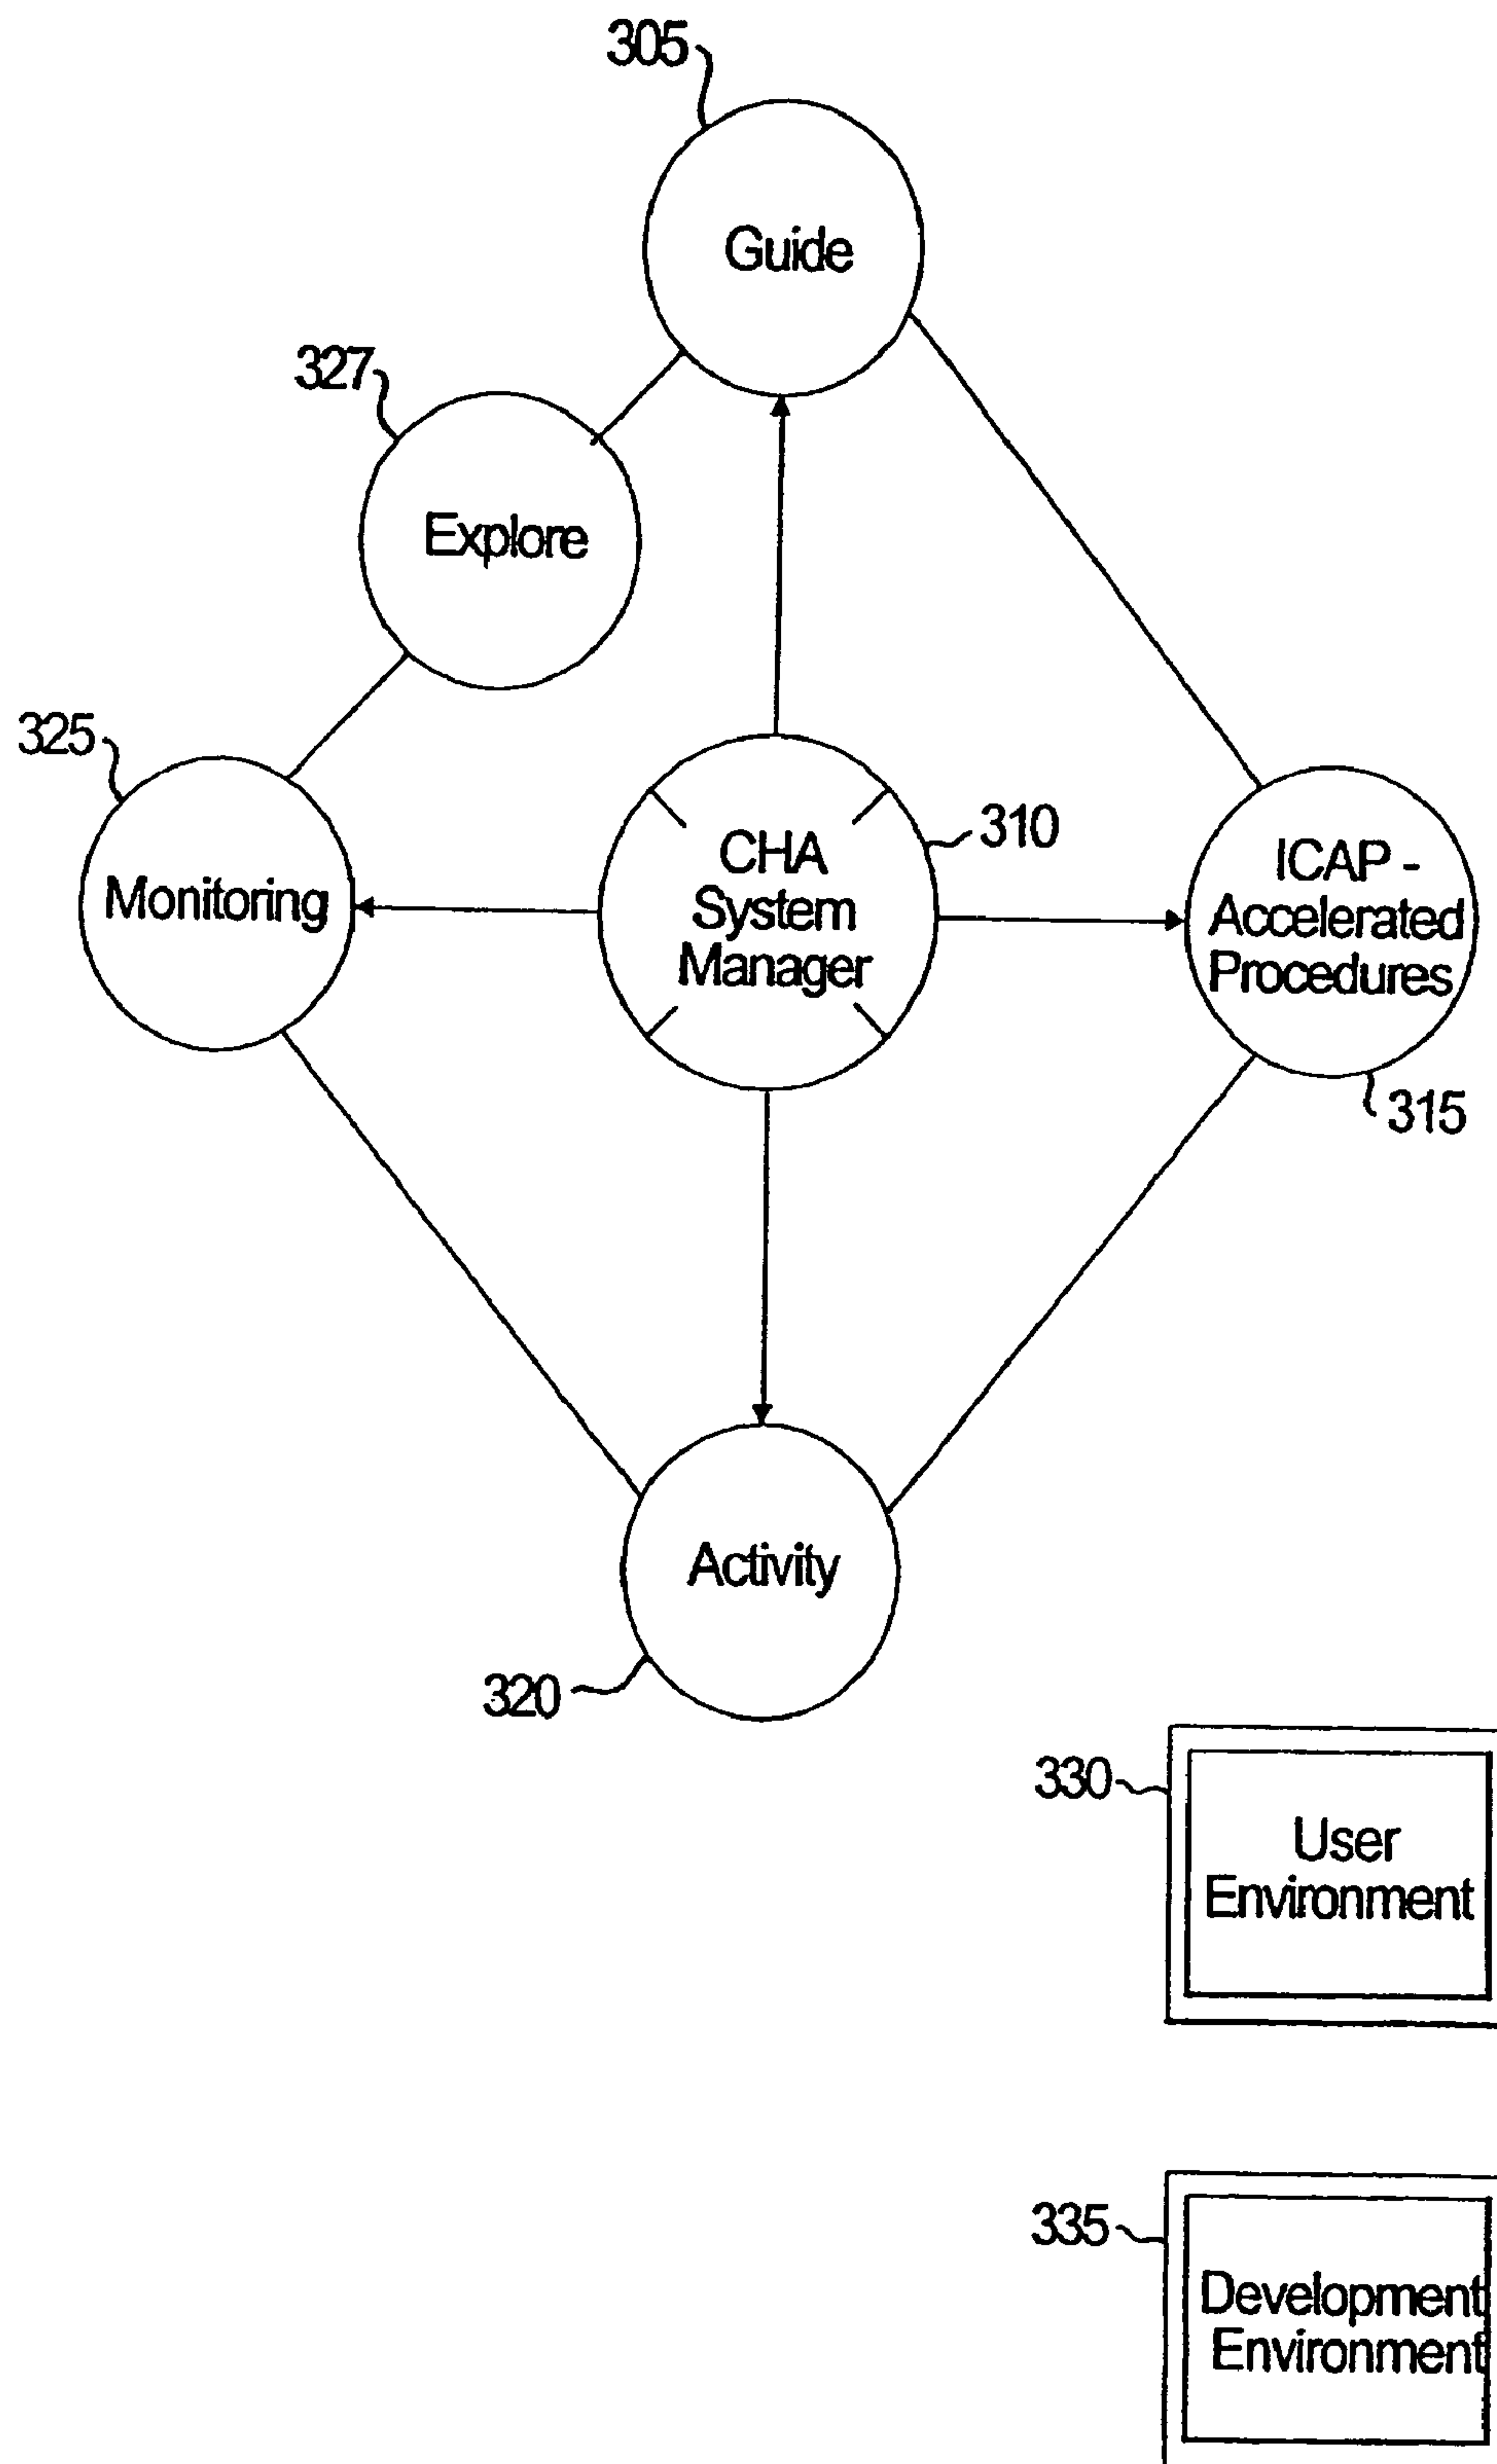 305
Guide
327
Explore
325
Monitoring
CHA
System
Manager
310
ICAP -
Accelerated
Procedures
315
Activity
320
330
User
Environment
335
Development
Environment